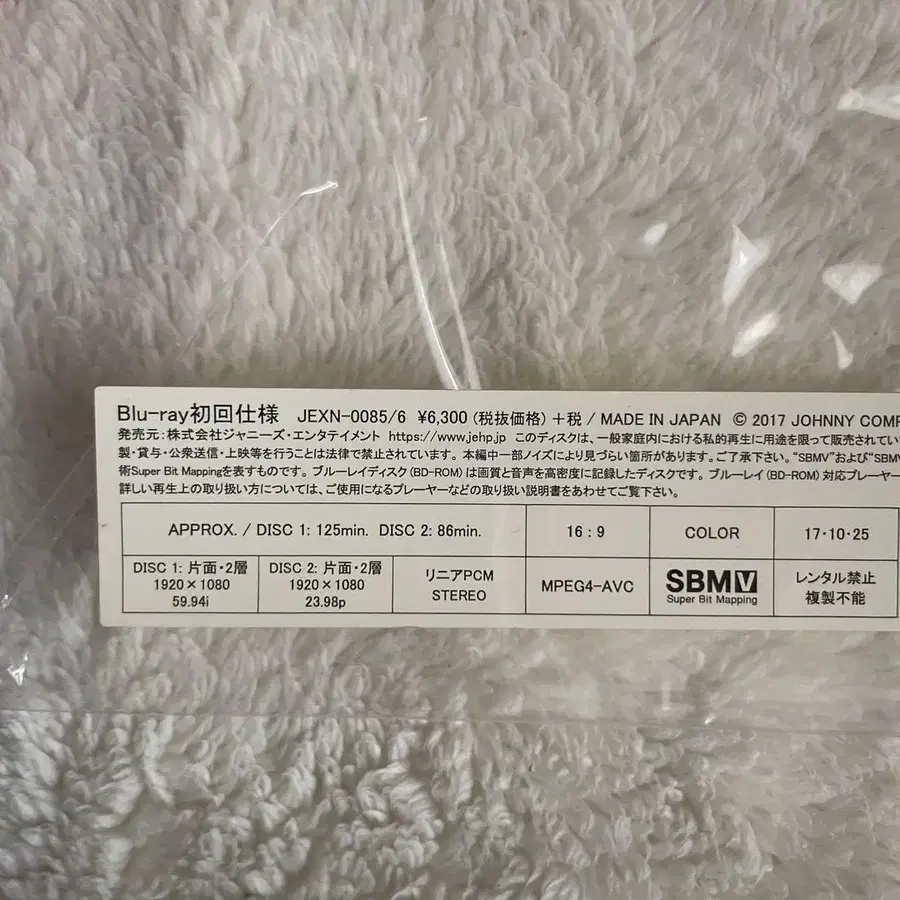 Blu-ray初回仕様 JEXN-0085/6 ¥6,300 (税抜価格) +税 / MADE IN JAPAN © 2017 JOHNNY COMP
発売元:株式会社ジャニーズ・エンタテイメント https://www.jehp.jp このディスクは、一般家庭内における私的再生に用途を限って販売されてい
製・貸与・公衆送信・上映等を行うことは法律で禁止されています。本編中一部ノイズにより見づらい箇所があります。ご了承下さい。"SBMV"および"SBMV
術Super Bit Mappingを表すものです。ブルーレイディスク(BD-ROM)は画質と音声を高密度に記録したディスクです。ブルーレイ(BD-ROM)対応プレーヤー
詳しい再生上の取り扱い方については、ご使用になるプレーヤーなどの取り扱い説明書をあわせてご覧下さい。
APPROX. / DISC 1: 125min. DISC 2: 86min. 16:9 COLOR 17・10・25
DISC 1: 片面・2層 DISC 2: 片面・2層
1920×1080 1920×1080
59.94i 23.98p
リニアPCM
STEREO
MPEG4-AVC
SBMV
Super Bit Mapping
レンタル禁止
複製不能